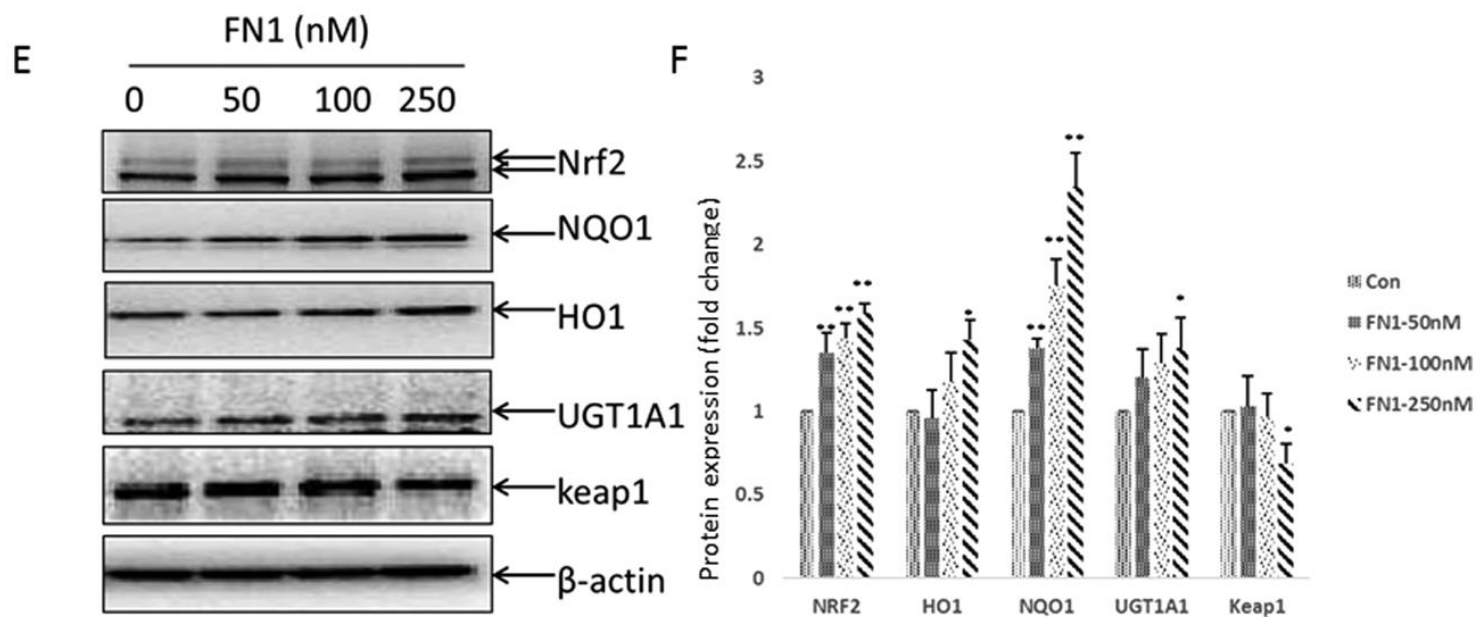 E
FN1 (nM)
0 50 100 250
Nrf2
NQO1
HO1
UGT1A1
keap1
β-actin
F
Protein expression (fold change)
3
2.5
2
1.5
1
0.5
0
** ** **
*
** ** **
*
*
NRF2 HO1 NQO1 UGT1A1 Keap1
Con
FN1-50nM
FN1-100nM
FN1-250nM